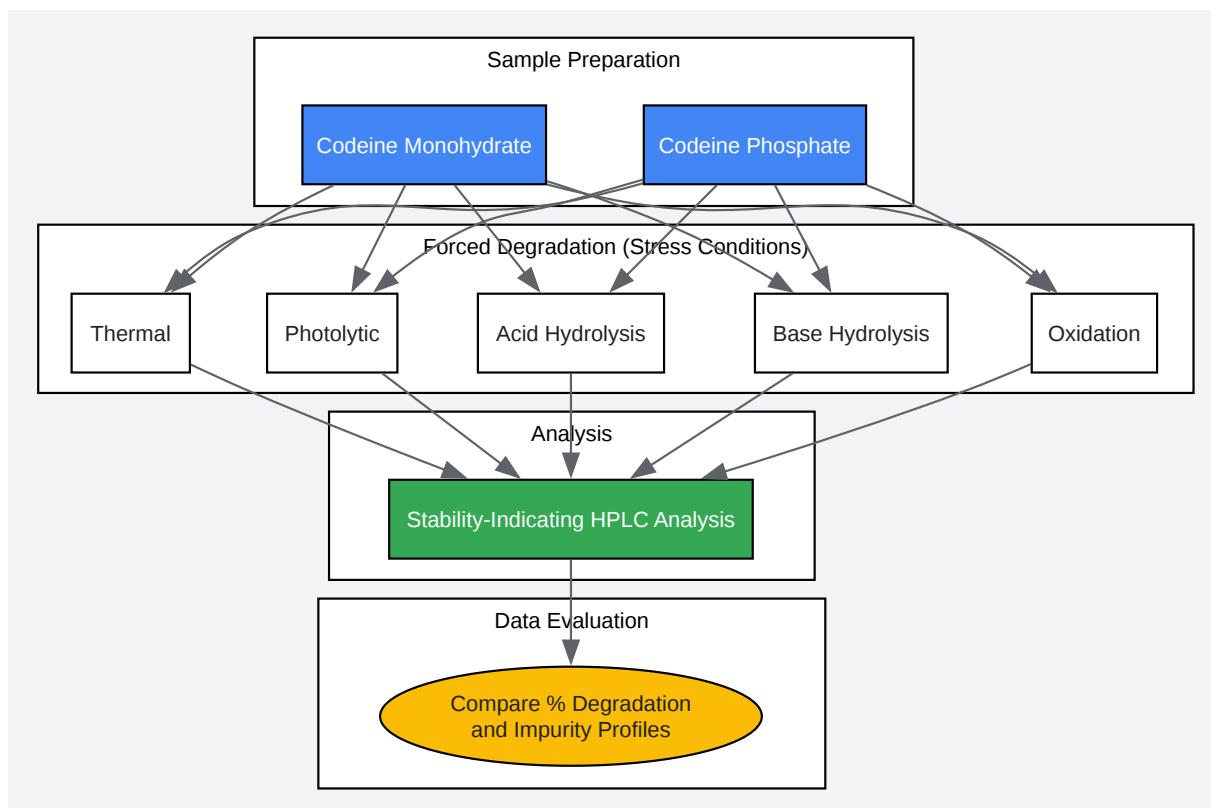 Sample Preparation
Codeine Monohydrate
Codeine Phosphate
Forced Degradation (Stress Conditions)
Thermal
Photolytic
Acid Hydrolysis
Base Hydrolysis
Oxidation
Analysis
Stability-Indicating HPLC Analysis
Data Evaluation
Compare % Degradation
and Impurity Profiles